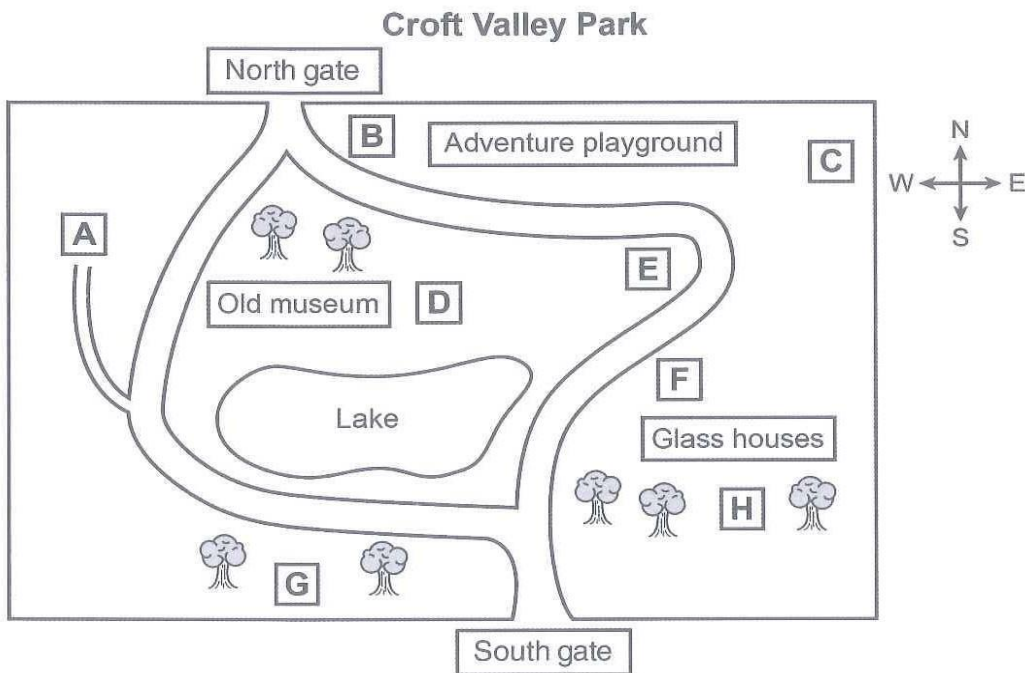 Croft Valley Park
North gate
B
Adventure playground
C
N
W
E
S
A
E
Old museum
D
F
Lake
Glass houses
H
G
South gate